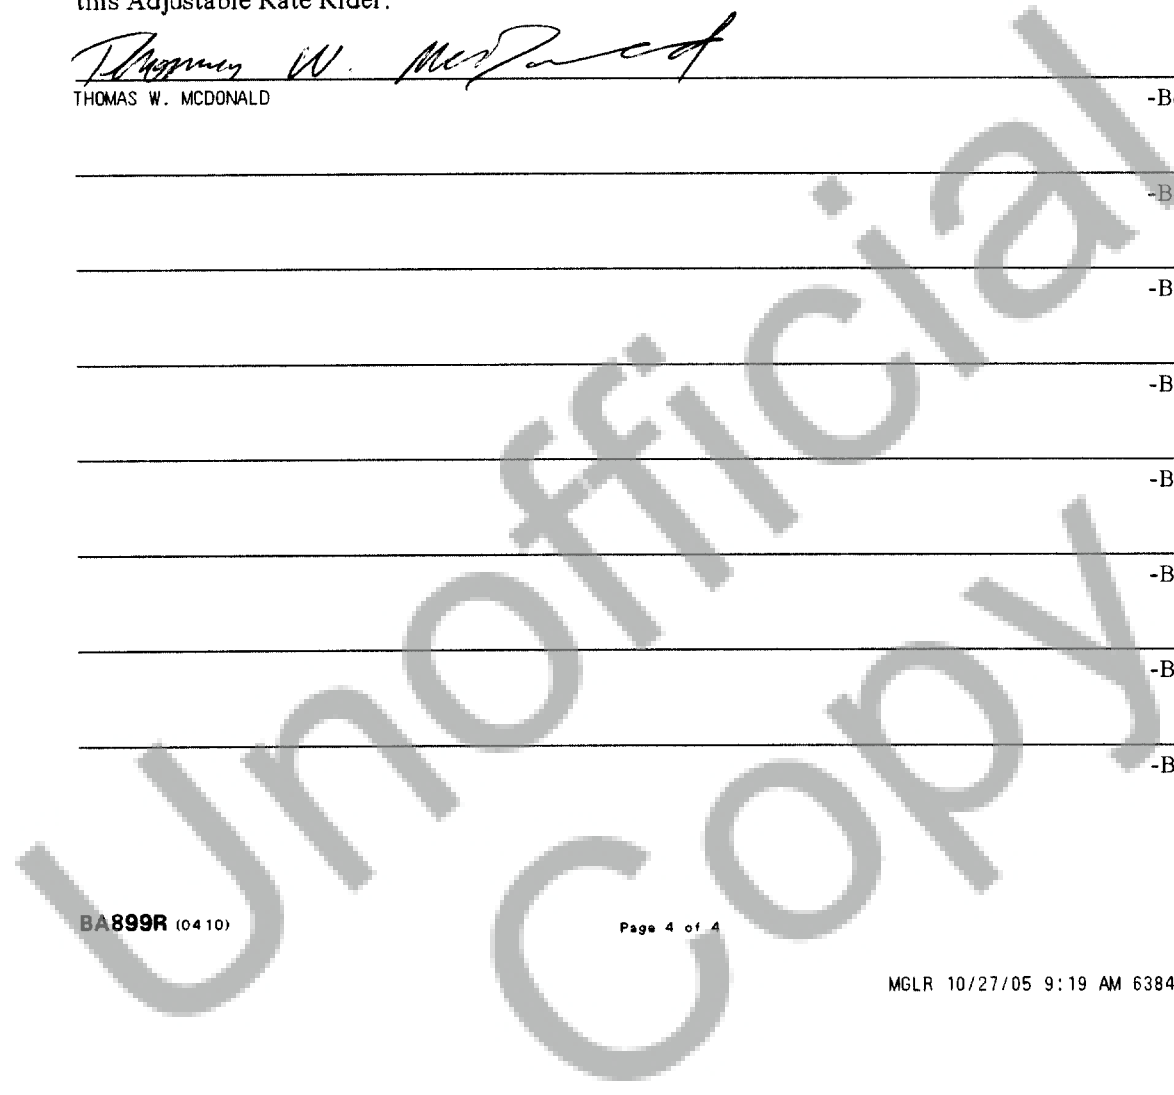 this Adjustable Rate Rider.
Thomas W. McDonald
THOMAS W. MCDONALD
-B
-B
-B
-B
-B
-B
-B
-B
Unofficial
Copy
BA899R (0410)
Page 4 of 4
MGLR 10/27/05 9:19 AM 6384